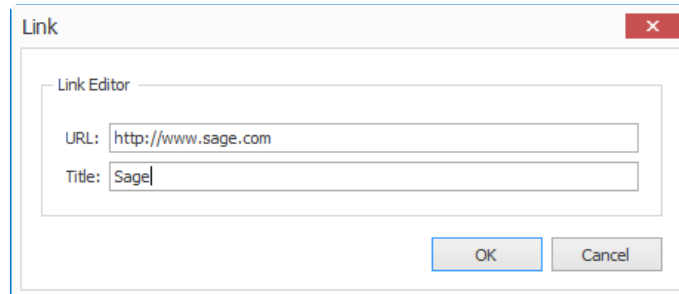 Link
Link Editor
URL: http://www.sage.com
Title: Sage
OK Cancel